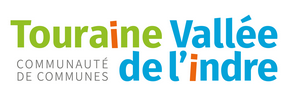 Touraine Vallée
COMMUNAUTÉ
DE COMMUNES
de l'indre